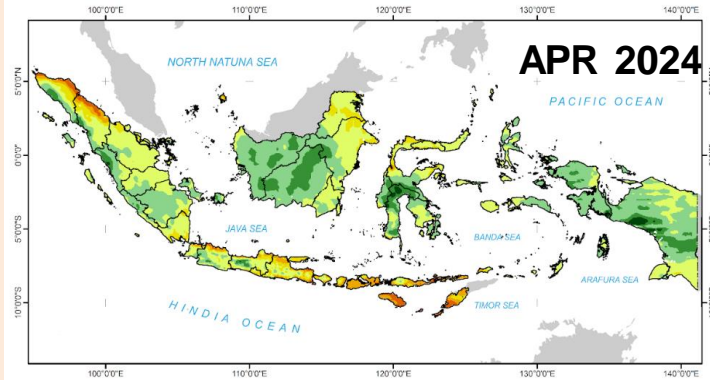 100°0'0"E 110°0'0"E 120°0'0"E 130°0'0"E 140°0'0"E
APR 2024
NORTH NATUNA SEA
PACIFIC OCEAN
5°0'0"N
0°0'0"
JAVA SEA
BANDA SEA
5°0'0"S
ARAFURA SEA
TIMOR SEA
10°0'0"S
HINDIA OCEAN
100°0'0"E 110°0'0"E 120°0'0"E 130°0'0"E 140°0'0"E